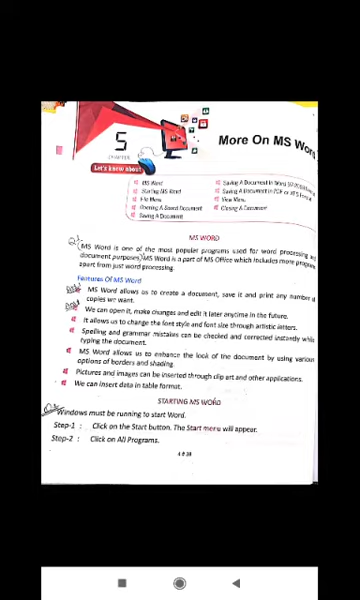 5
CHAPTER
More On MS Word
Let's know about
MS Word
Starting MS Word
File Menu
Opening A Saved Document
Saving A Document
Saving A Document in Word
Saving A Document in PDF or XPS
View Menu
Closing A Document
MS WORD
MS Word is one of the most popular programs used for word processing and
document purposes. MS Word is a part of MS Office which includes more programs
apart from just word processing.
Features Of MS Word
MS Word allows us to create a document, save it and print any number of
copies we want.
We can open it, make changes and edit it later anytime in the future.
It allows us to change the font style and font size through artistic letters.
Spelling and grammar mistakes can be checked and corrected instantly while
typing the document.
MS Word allows us to enhance the look of the document by using various
options of borders and shading.
Pictures and images can be inserted through clip art and other applications.
We can insert data in table format.
STARTING MS WORD
Windows must be running to start Word.
Step-1 : Click on the Start button. The Start menu will appear.
Step-2 : Click on All Programs.